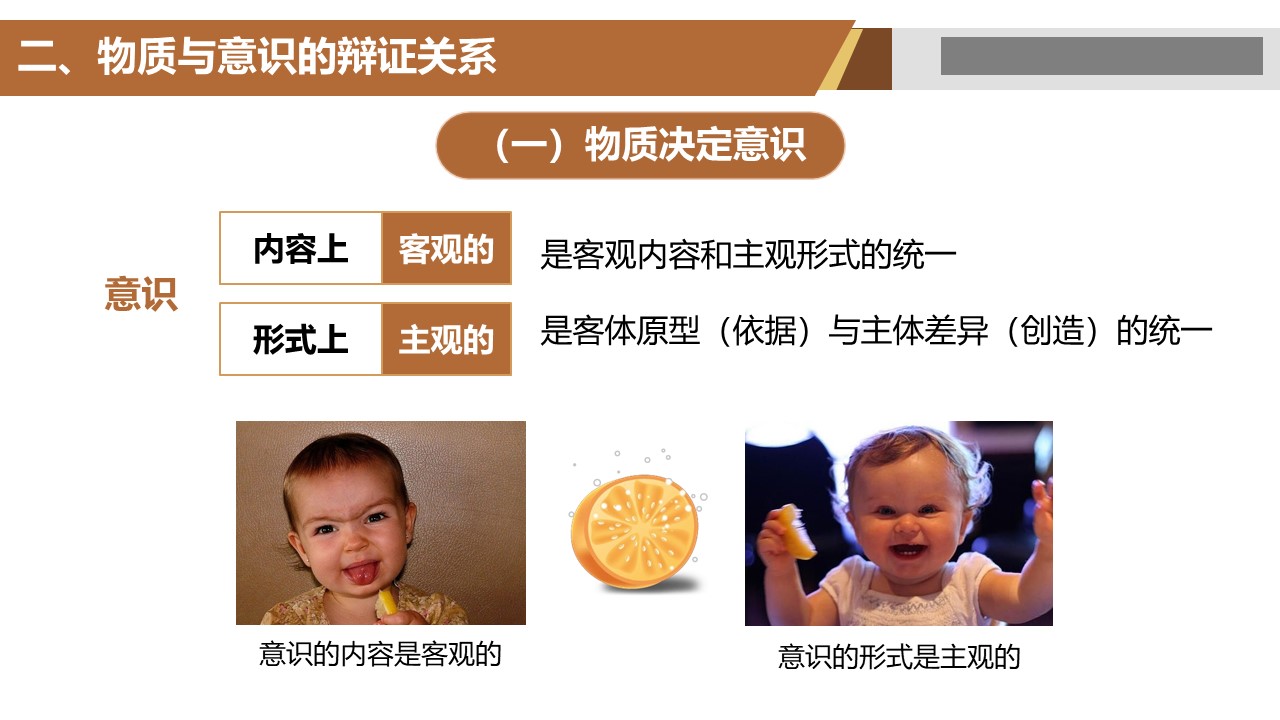 二、物质与意识的辩证关系
（一）物质决定意识
意识
内容上 客观的
形式上 主观的
是客观内容和主观形式的统一
是客体原型（依据）与主体差异（创造）的统一
意识的内容是客观的
意识的形式是主观的